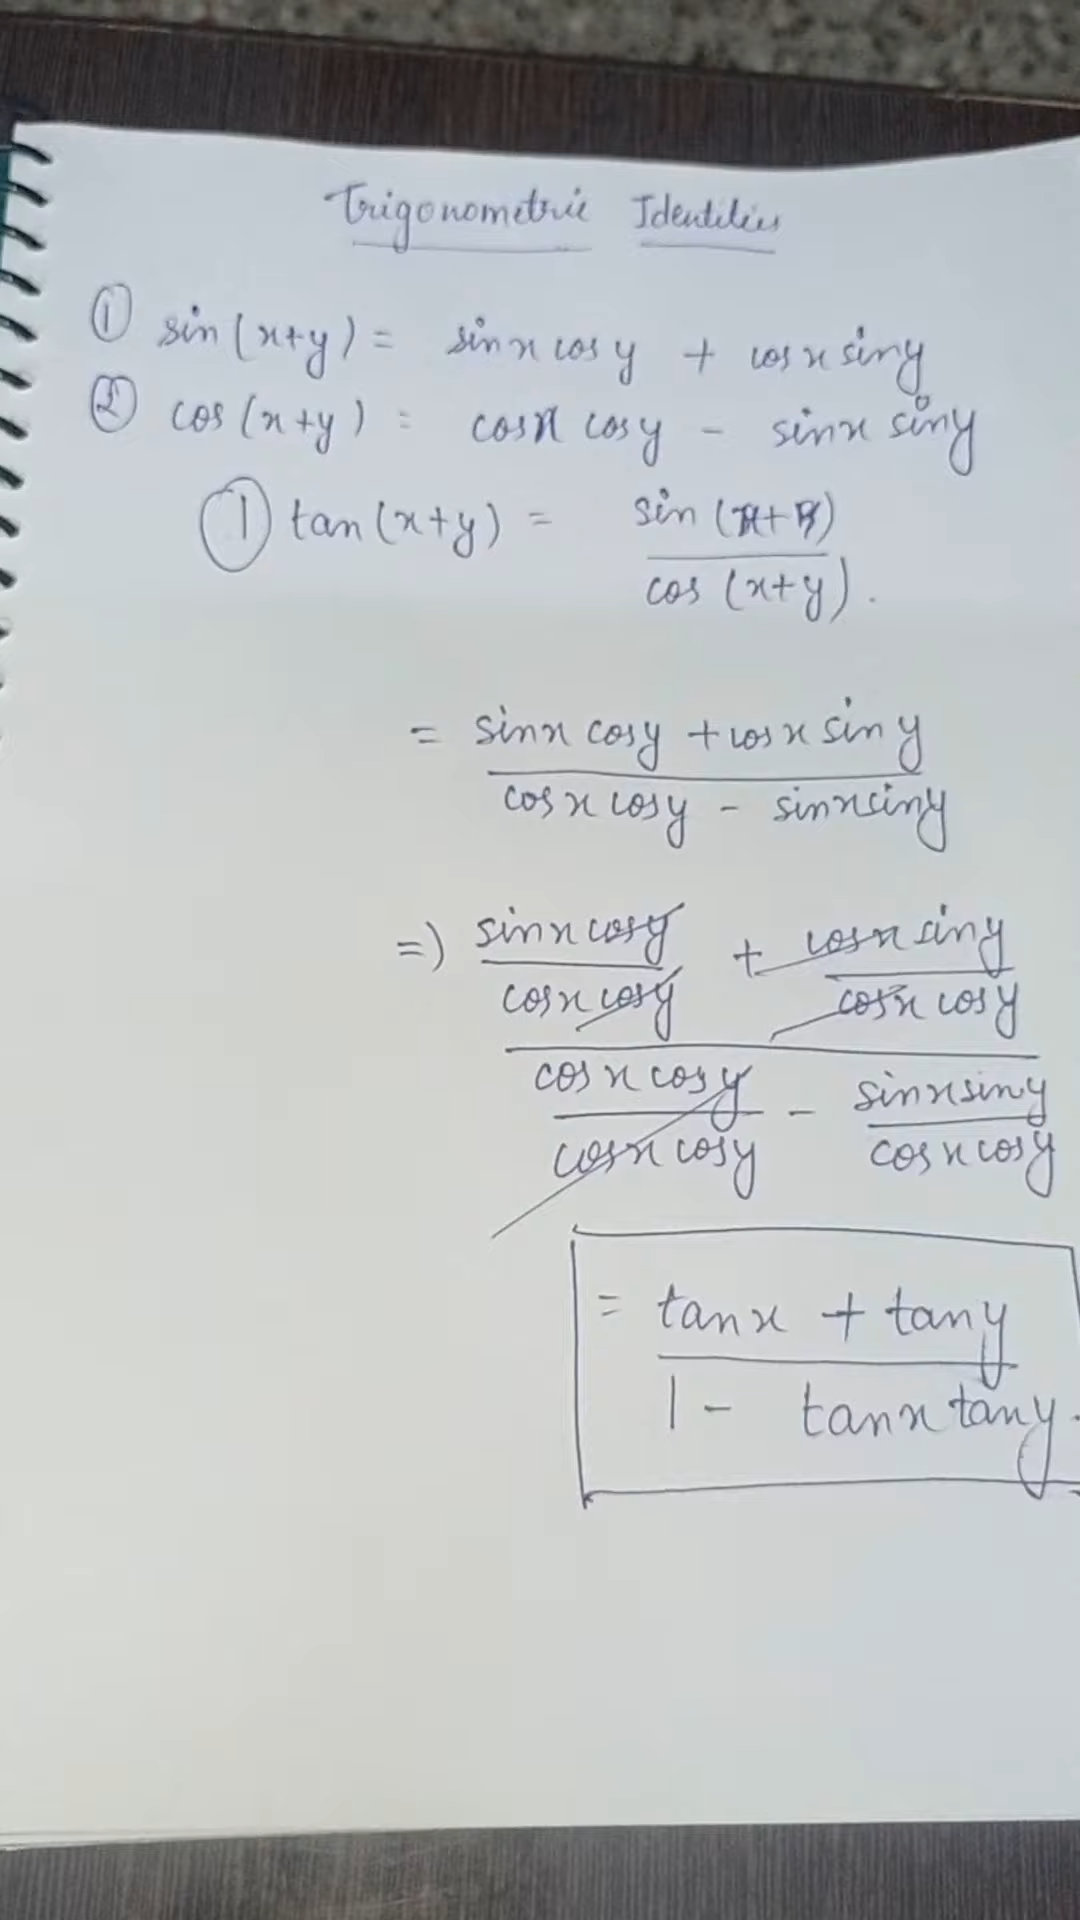 Trigonometric Identities
① sin(x+y) = sinx cosy + cosx siny
② cos(x+y) = cosx cosy - sinx siny
① tan(x+y) = sin(x+y)
cos(x+y).
= sinx cosy + cosx siny
cosx cosy - sinx siny
=) sinx cosy + cosx siny
cosx cosy cosx cosy
cosx cosy - sinx siny
cosx cosy cosx cosy
= tanx + tany
1 - tanx tany.